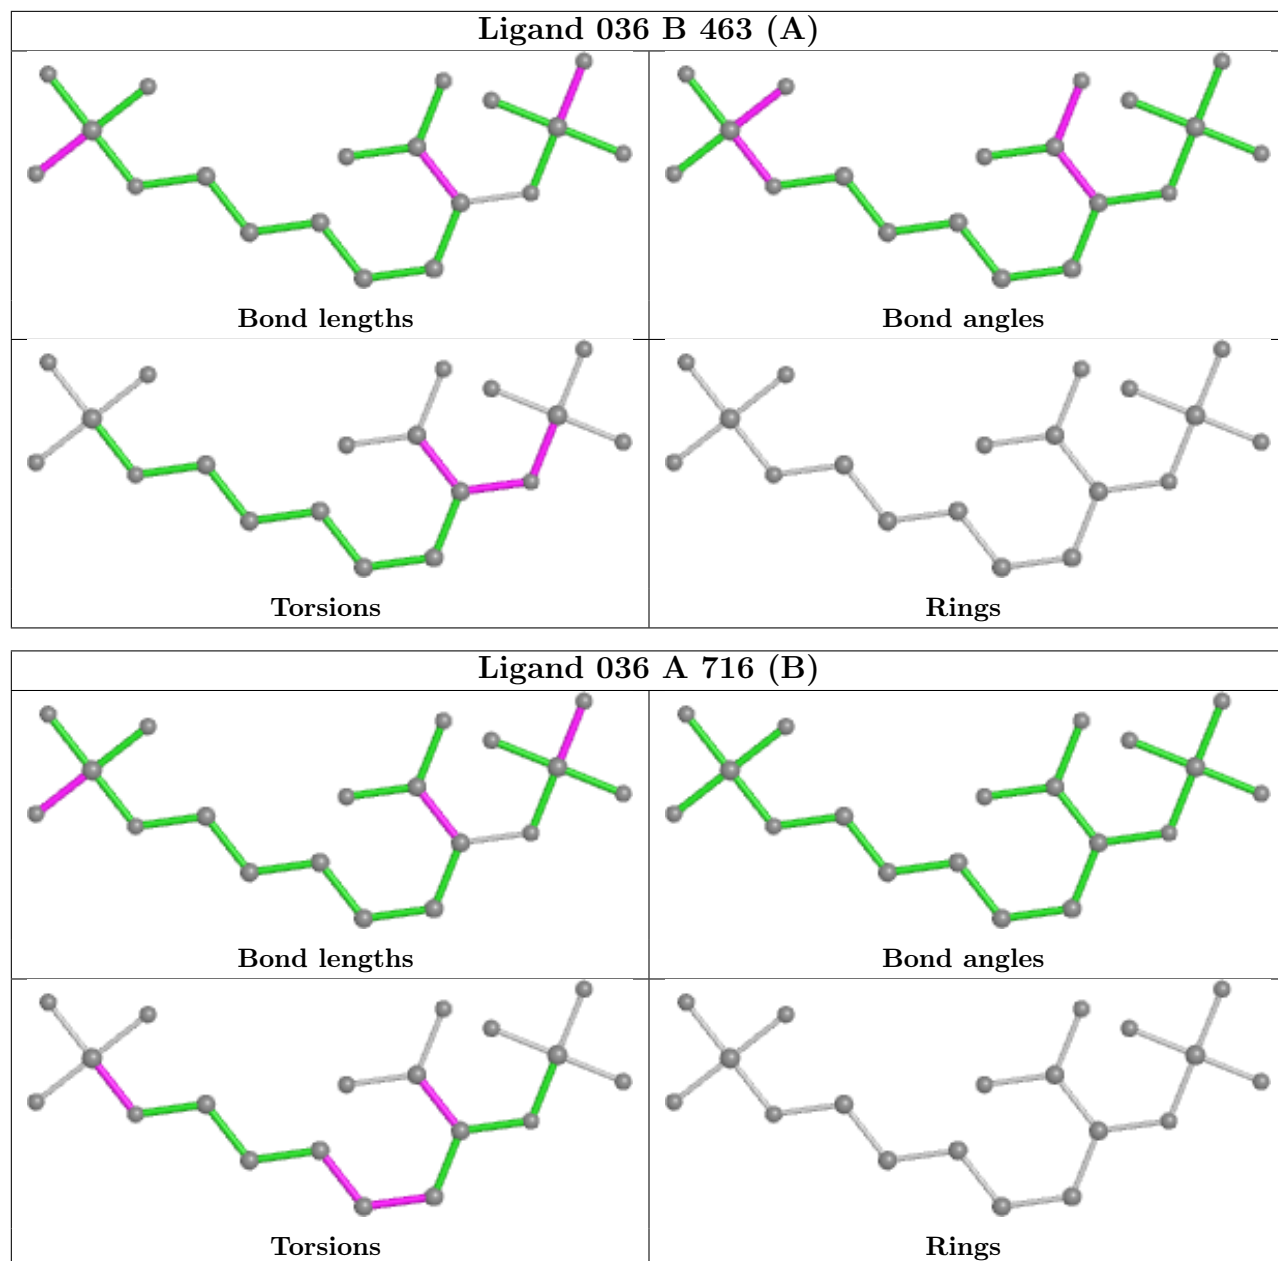 Ligand 036 B 463 (A)
Bond lengths
Bond angles
Torsions
Rings
Ligand 036 A 716 (B)
Bond lengths
Bond angles
Torsions
Rings